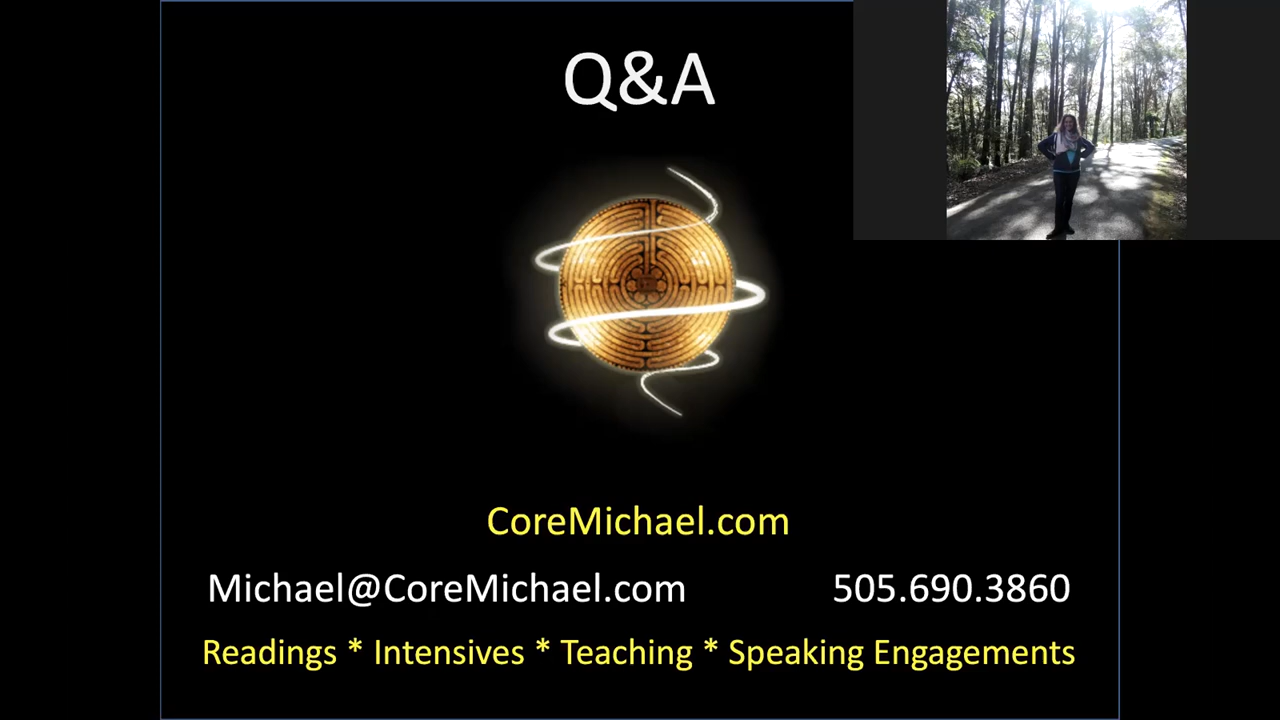 Q&A
CoreMichael.com
Michael@CoreMichael.com 505.690.3860
Readings * Intensives * Teaching * Speaking Engagements